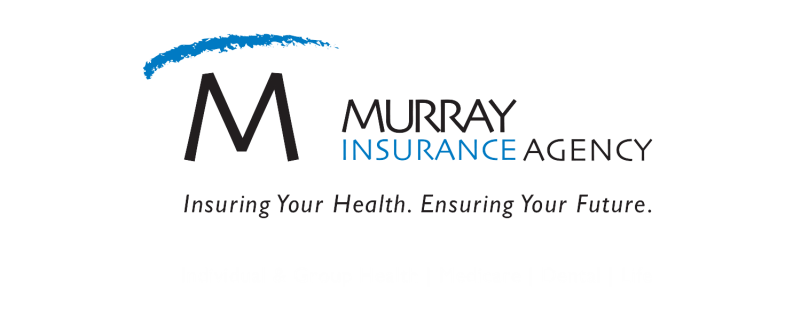 M
MURRAY
INSURANCE AGENCY
Insuring Your Health. Ensuring Your Future.